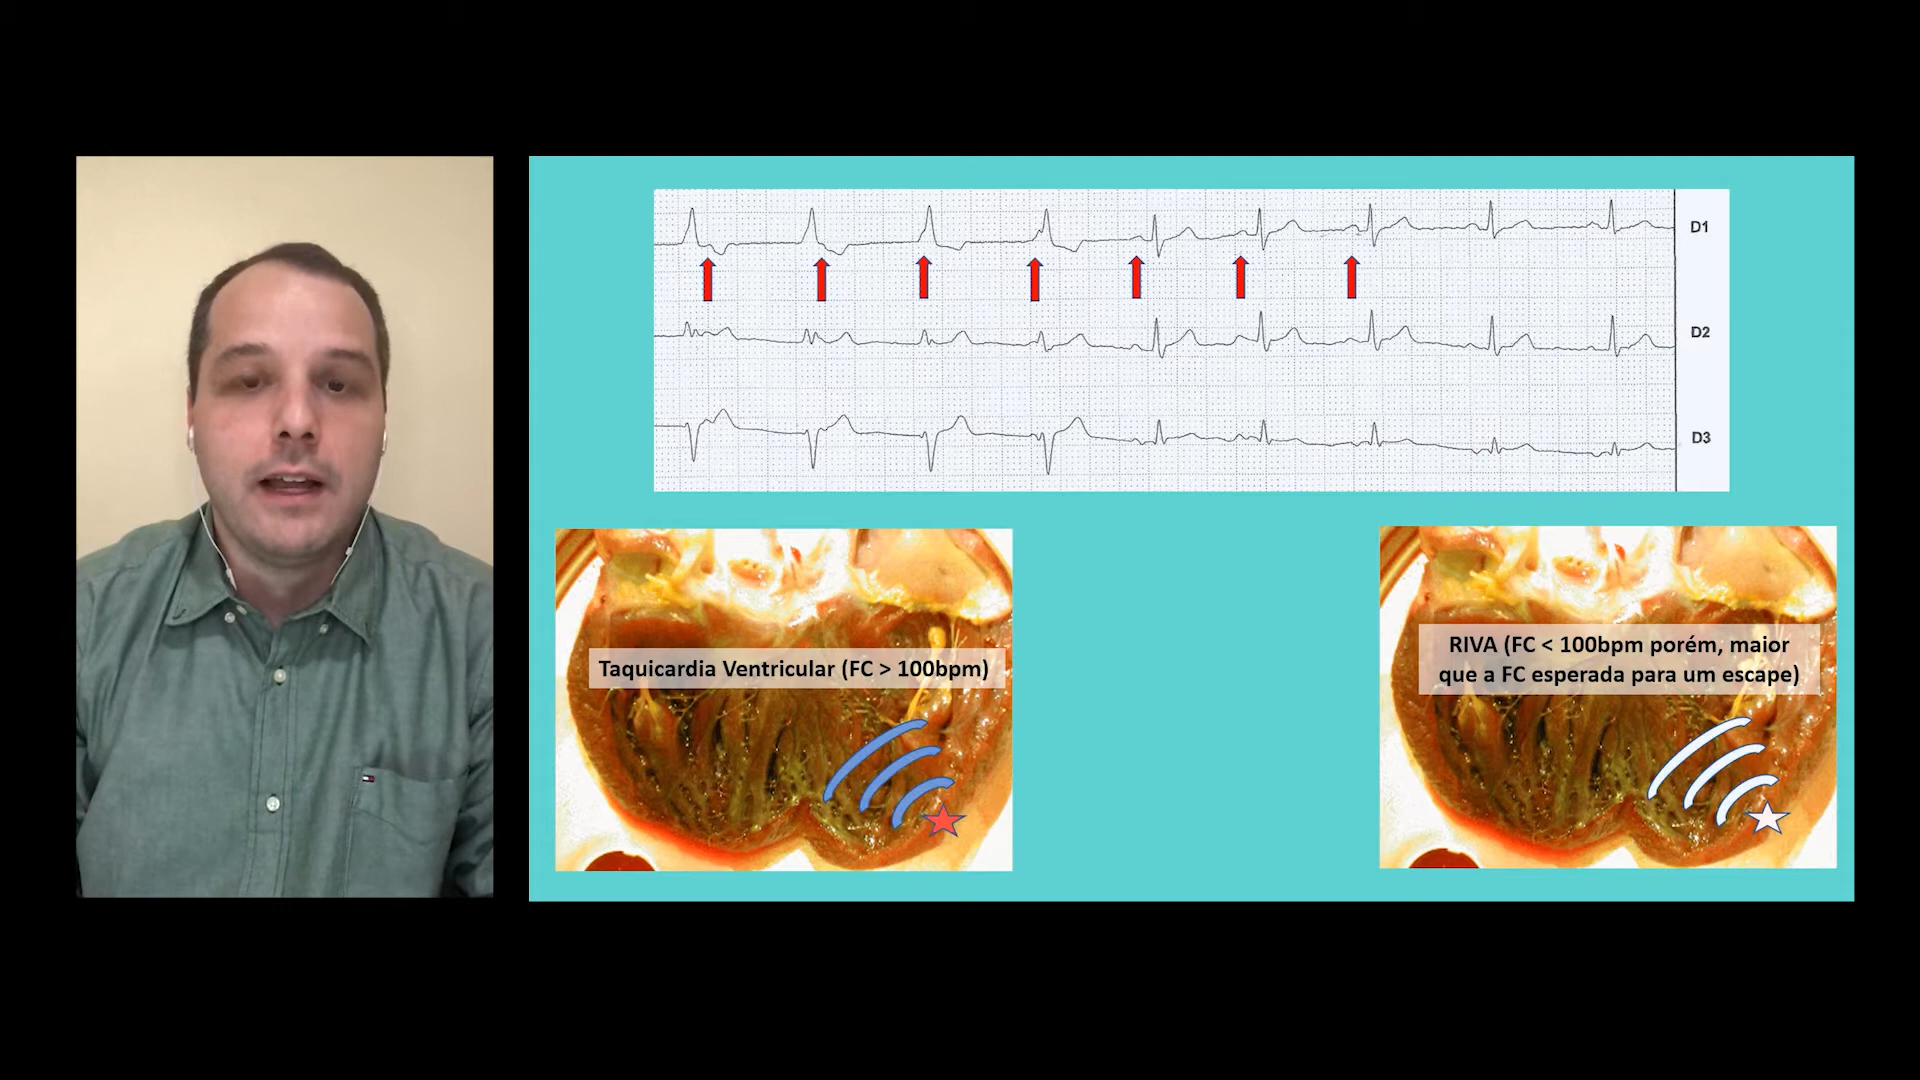 D1
D2
D3
Taquicardia Ventricular (FC > 100bpm)
RIVA (FC < 100bpm porém, maior
que a FC esperada para um escape)